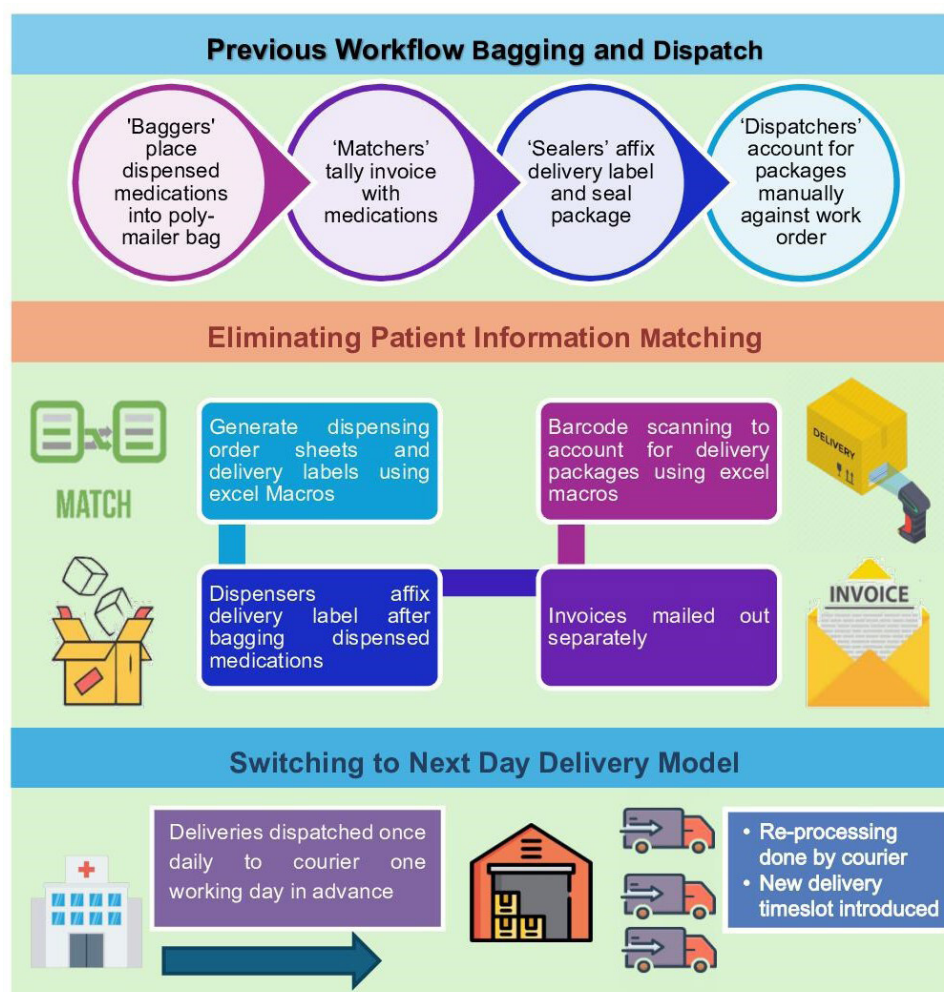 Previous Workflow Bagging and Dispatch
'Baggers'
place
dispensed
medications
into poly-
mailer bag
‘Matchers’
tally invoice
with
medications
‘Sealers’ affix
delivery label
and seal
package
‘Dispatchers’
account for
packages
manually
against work
order
Eliminating Patient Information Matching
MATCH
Generate dispensing
order sheets and
delivery labels using
excel Macros
Barcode scanning to
account for delivery
packages using excel
macros
DELIVERY
Dispensers affix
delivery label after
bagging dispensed
medications
Invoices mailed out
separately
INVOICE
Switching to Next Day Delivery Model
Deliveries dispatched once
daily to courier one
working day in advance
• Re-processing
done by courier
• New delivery
timeslot introduced